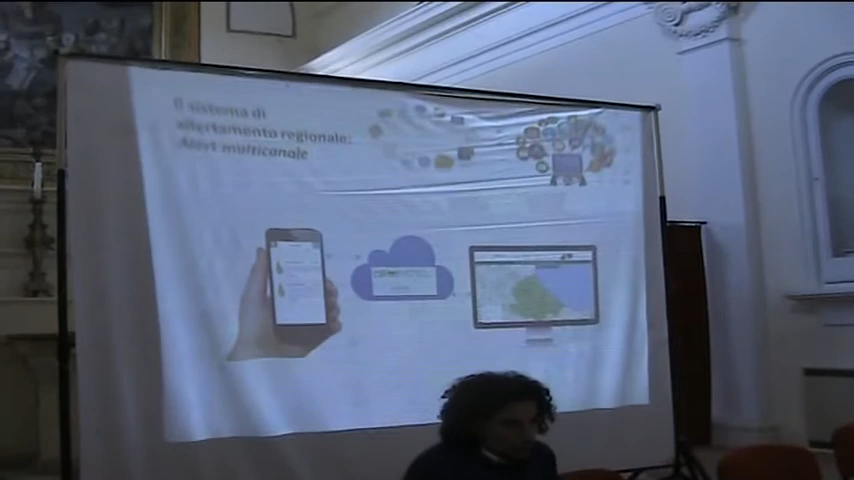 Il sistema di
allertamento regionale:
Alert multicanale